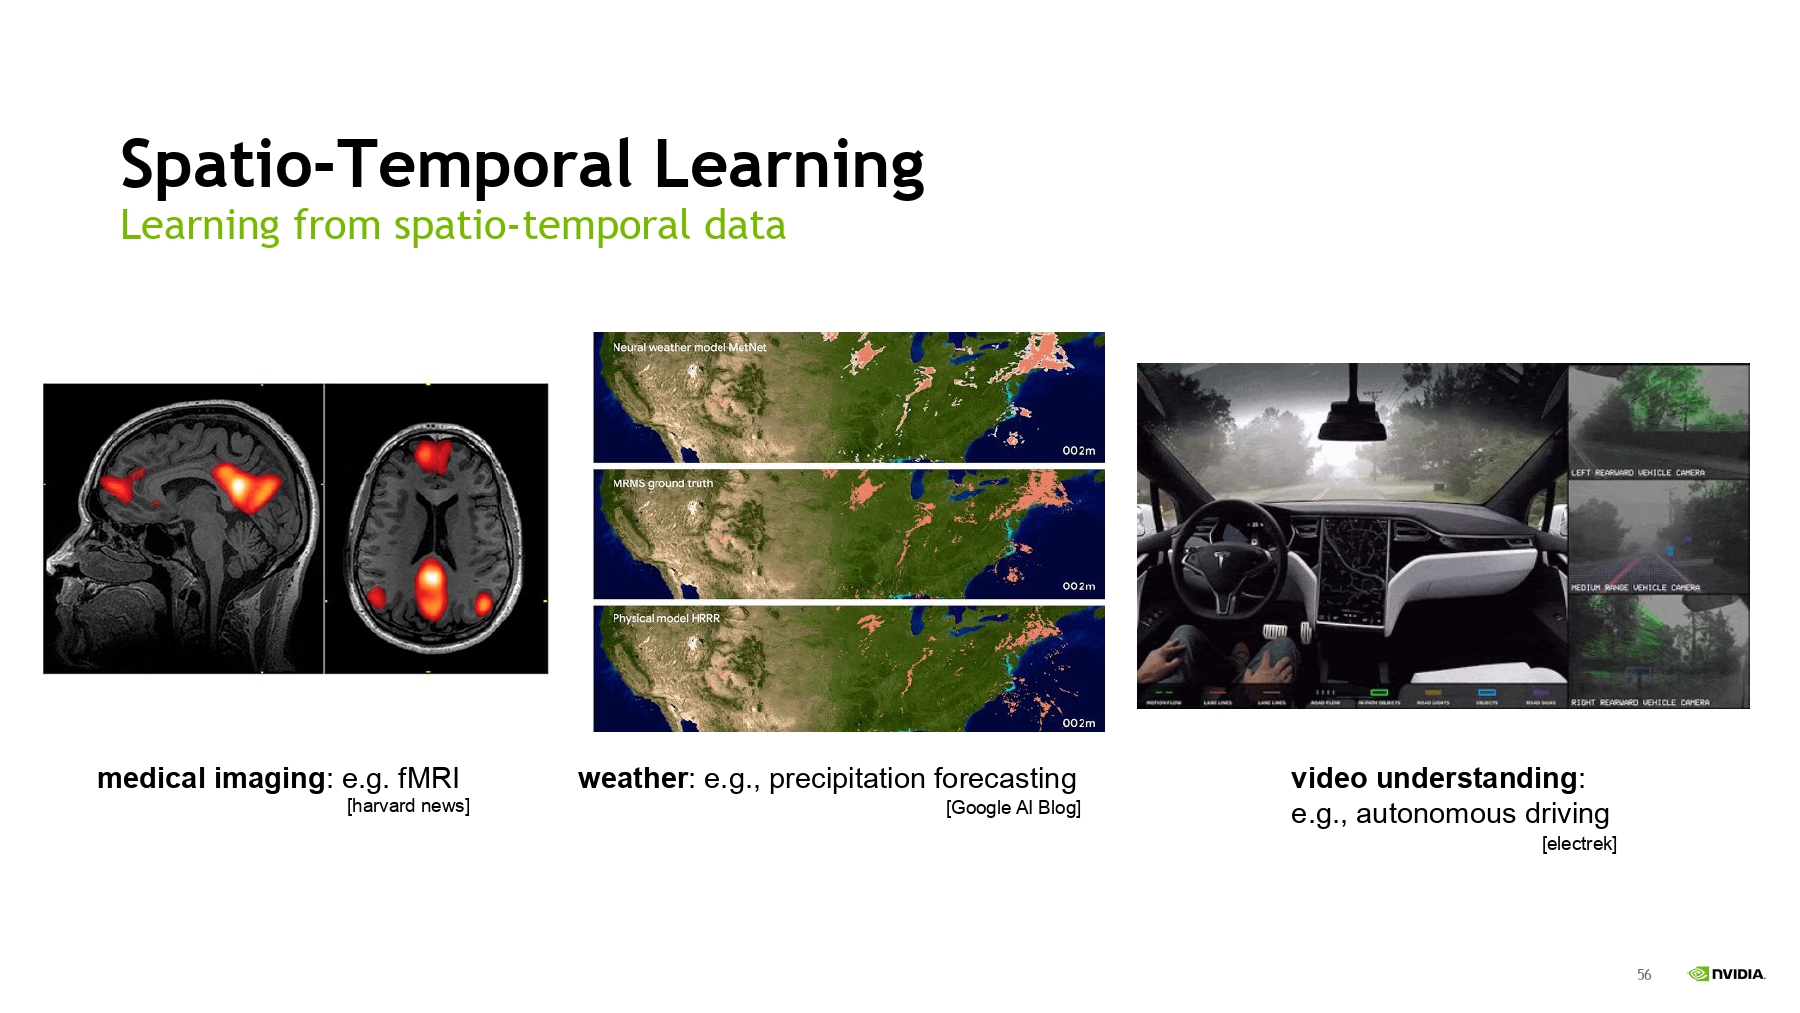 Spatio-Temporal Learning
Learning from spatio-temporal data
Neural weather model MetNet
002m
MRMS ground truth
002m
Physical model HRRR
002m
LEFT REARWARD VEHICLE CAMERA
MEDIUM RANGE VEHICLE CAMERA
RIGHT REARWARD VEHICLE CAMERA
MOTION FLOW LANE LINES LANE LINES ROAD FLOW IN-PATH OBJECTS ROAD LIGHTS OBJECTS ROAD SIGNS
medical imaging: e.g. fMRI
[harvard news]
weather: e.g., precipitation forecasting
[Google AI Blog]
video understanding:
e.g., autonomous driving
[electrek]
56
NVIDIA.